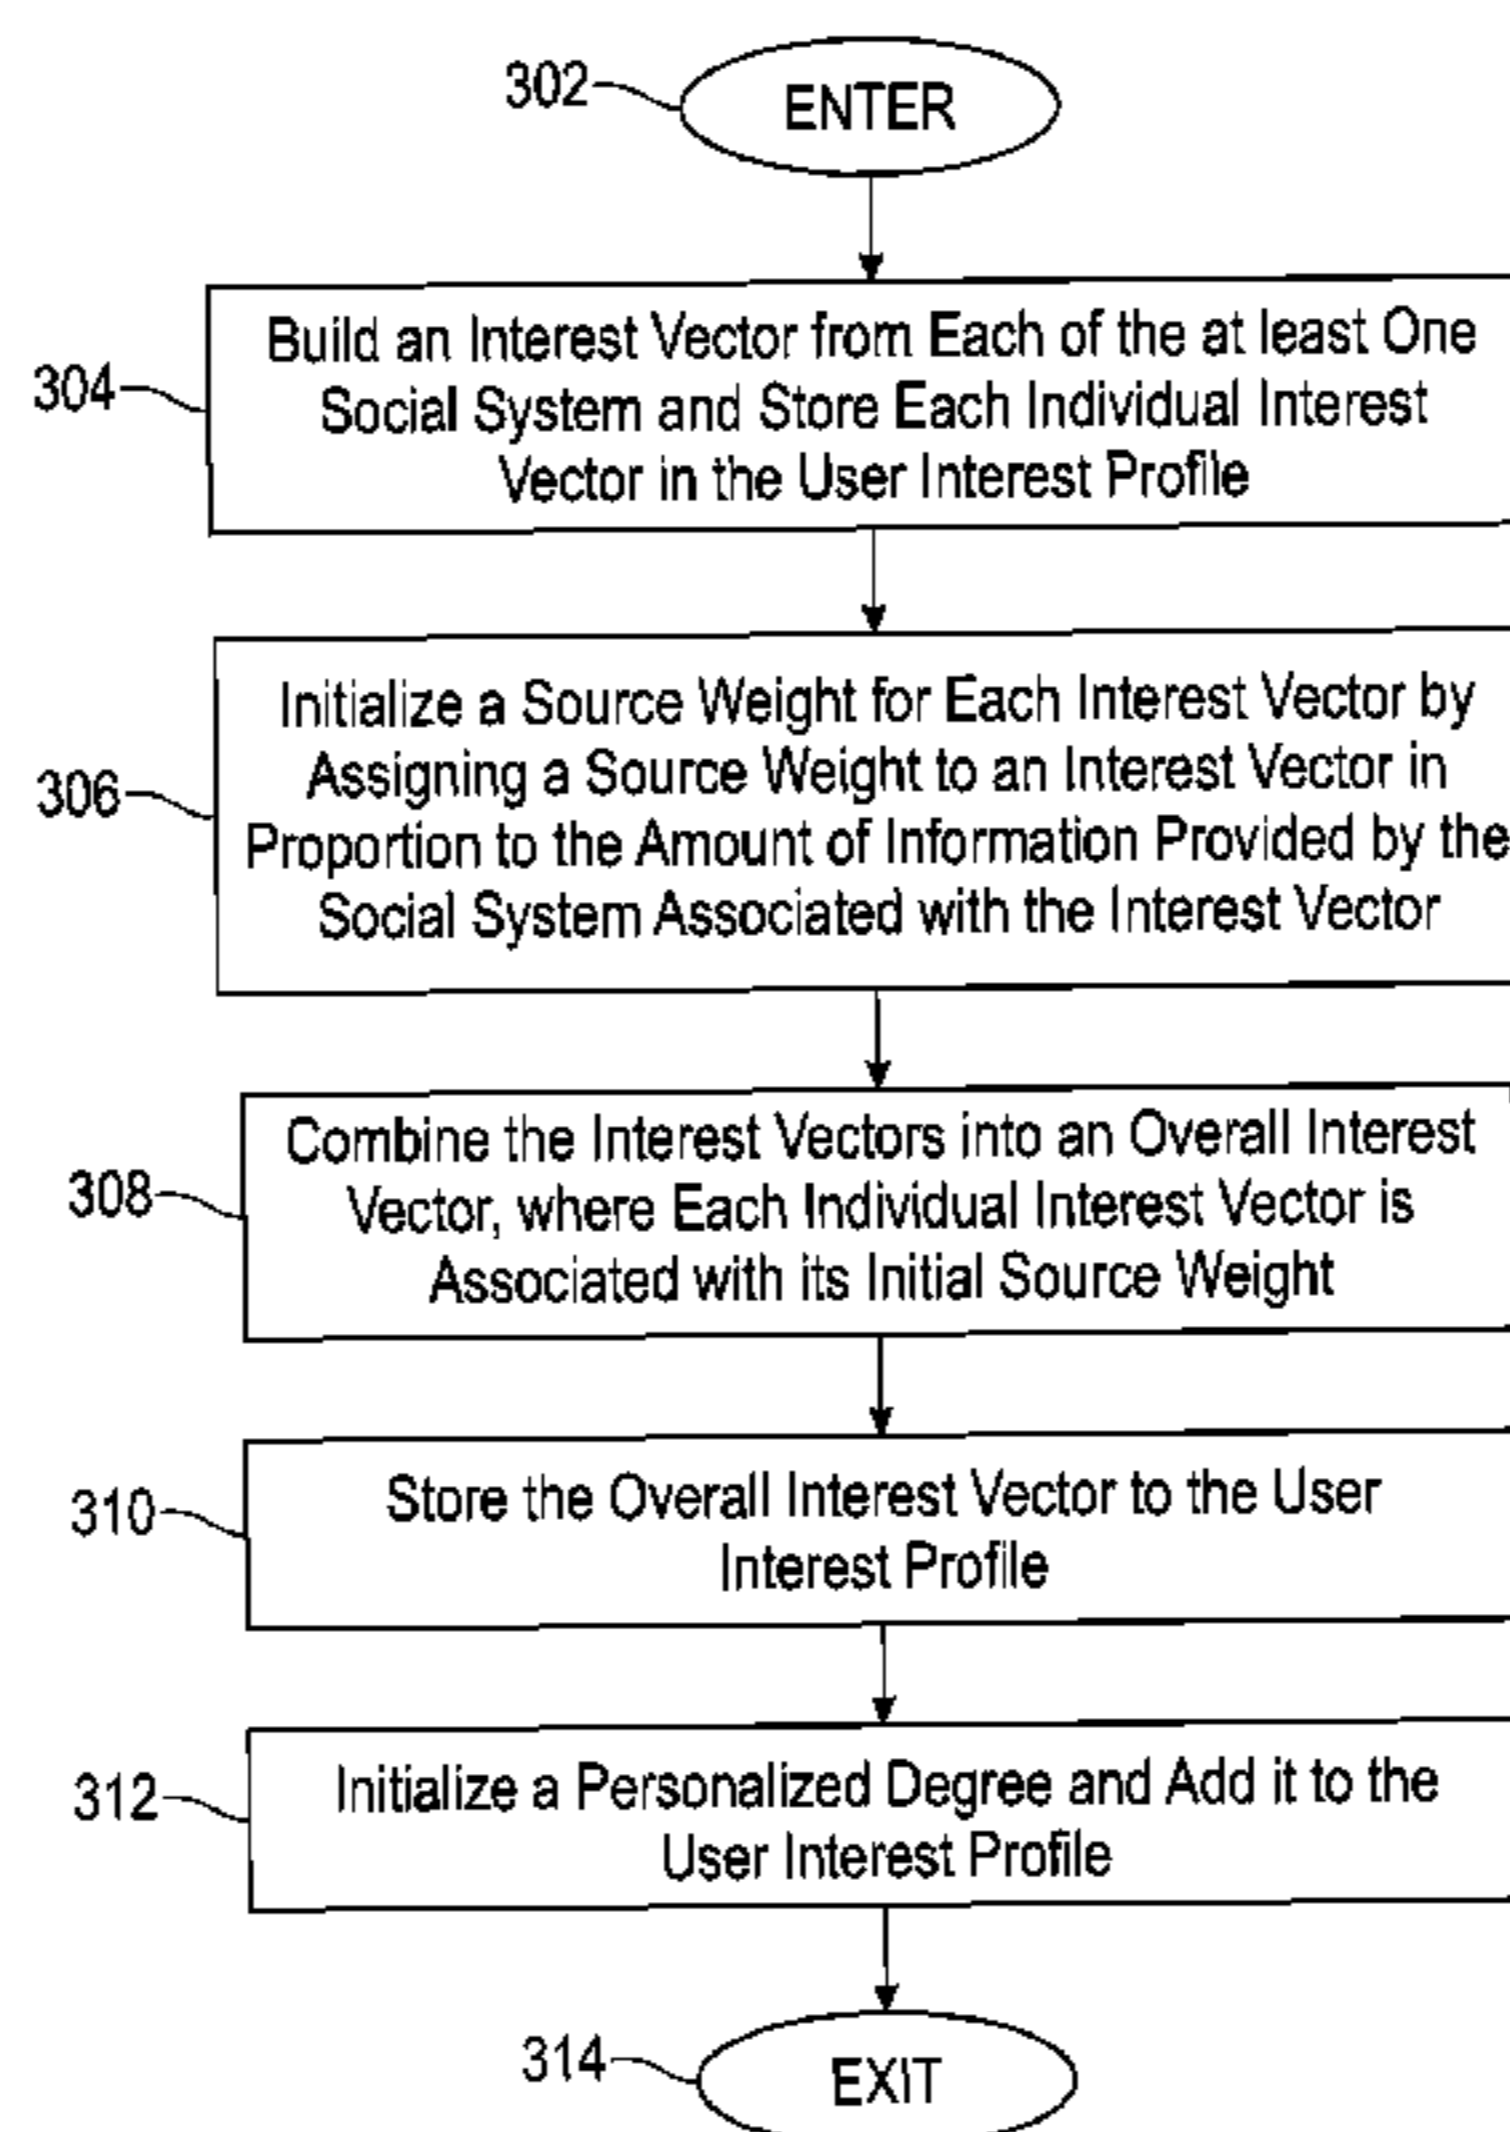 302
ENTER
304
Build an Interest Vector from Each of the at least One
Social System and Store Each Individual Interest
Vector in the User Interest Profile
306
Initialize a Source Weight for Each Interest Vector by
Assigning a Source Weight to an Interest Vector in
Proportion to the Amount of Information Provided by the
Social System Associated with the Interest Vector
308
Combine the Interest Vectors into an Overall Interest
Vector, where Each Individual Interest Vector is
Associated with its Initial Source Weight
310
Store the Overall Interest Vector to the User
Interest Profile
312
Initialize a Personalized Degree and Add it to the
User Interest Profile
314
EXIT